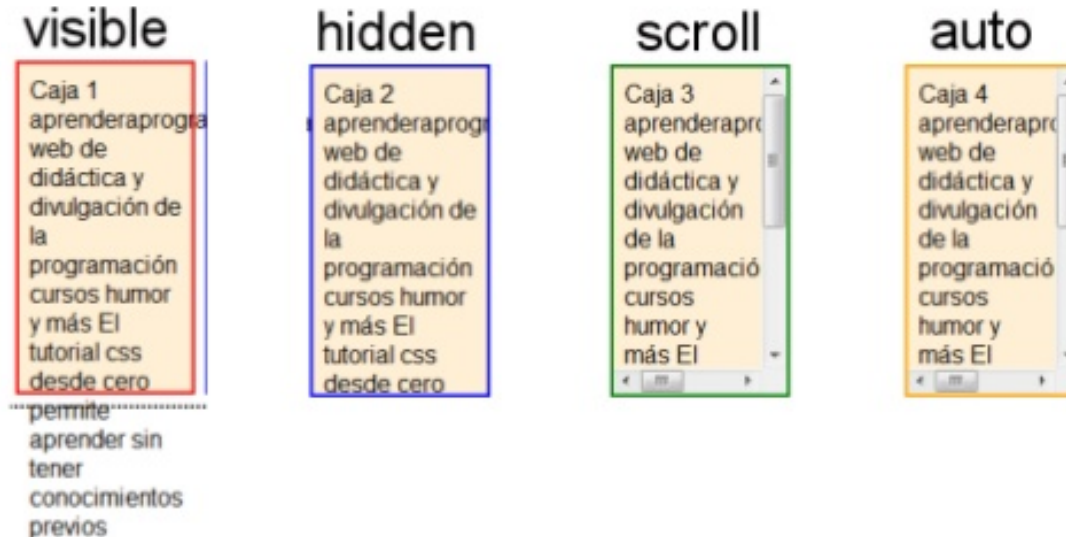 visible
Caja 1
aprenderaprogra
web de
didáctica y
divulgación de
la
programación
cursos humor
y más El
tutorial css
desde cero
permite
aprender sin
tener
conocimientos
previos
hidden
Caja 2
aprenderaprogr
web de
didáctica y
divulgación de
la
programación
cursos humor
y más El
tutorial css
desde cero
scroll
Caja 3
aprenderapro
web de
didáctica y
divulgación
de la
programació
cursos
humor y
más El
auto
Caja 4
aprenderapro
web de
didáctica y
divulgación
de la
programació
cursos
humor y
más El